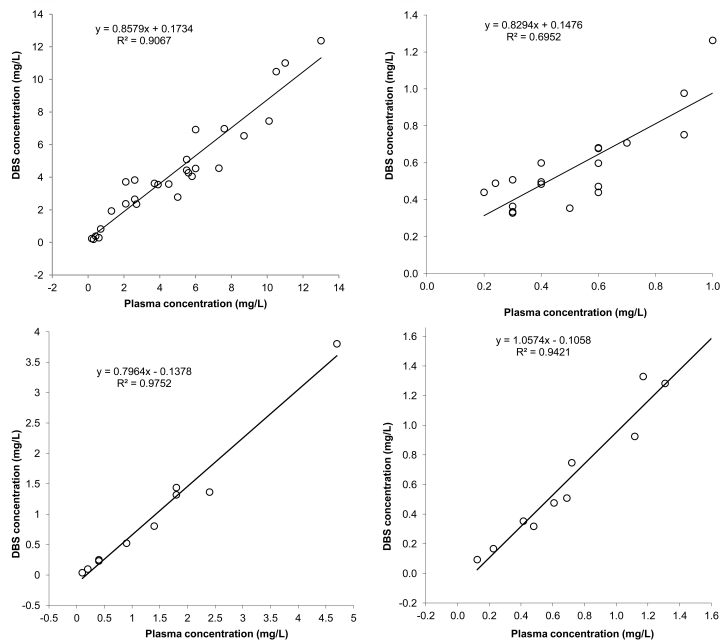 y = 0.8579x + 0.1734
R² = 0.9067
DBS concentration (mg/L)
14
12
10
8
6
4
2
0
-2
-2 0 2 4 6 8 10 12 14
Plasma concentration (mg/L)
y = 0.8294x + 0.1476
R² = 0.6952
DBS concentration (mg/L)
1.4
1.2
1.0
0.8
0.6
0.4
0.2
0.0
0.0 0.2 0.4 0.6 0.8 1.0
Plasma concentration (mg/L)
y = 0.7964x - 0.1378
R² = 0.9752
DBS concentration (mg/L)
4
3.5
3
2.5
2
1.5
1
0.5
0
-0.5
-0.5 0 0.5 1 1.5 2 2.5 3 3.5 4 4.5 5
Plasma concentration (mg/L)
y = 1.0574x - 0.1058
R² = 0.9421
DBS concentration (mg/L)
1.6
1.4
1.2
1.0
0.8
0.6
0.4
0.2
0.0
-0.2
-0.2 0.0 0.2 0.4 0.6 0.8 1.0 1.2 1.4 1.6
Plasma concentration (mg/L)